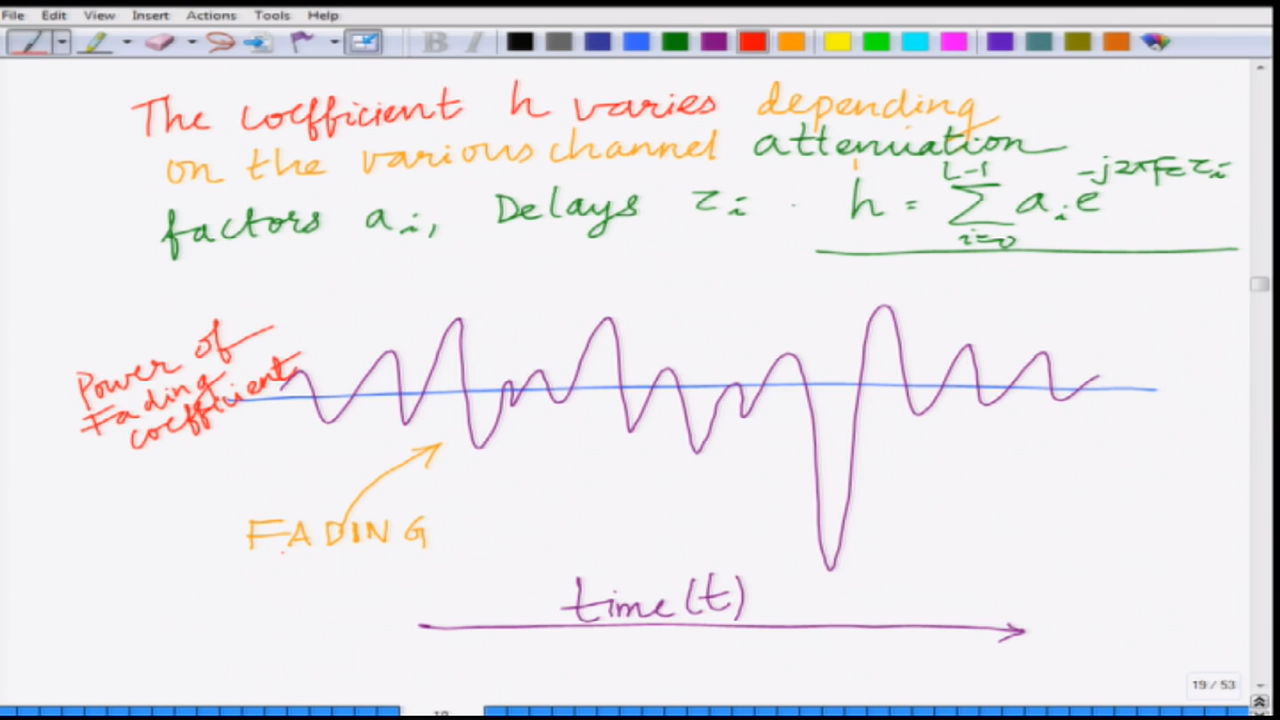 File Edit View Insert Actions Tools Help
B I
The coefficient h varies depending
on the various channel attenuation
factors aᵢ, Delays τᵢ . h = Σ_{i=0}^{L-1} aᵢ e^{-j2πfcτᵢ}
Power of
Fading
coefficient
FADING
time(t)
19 / 53
19